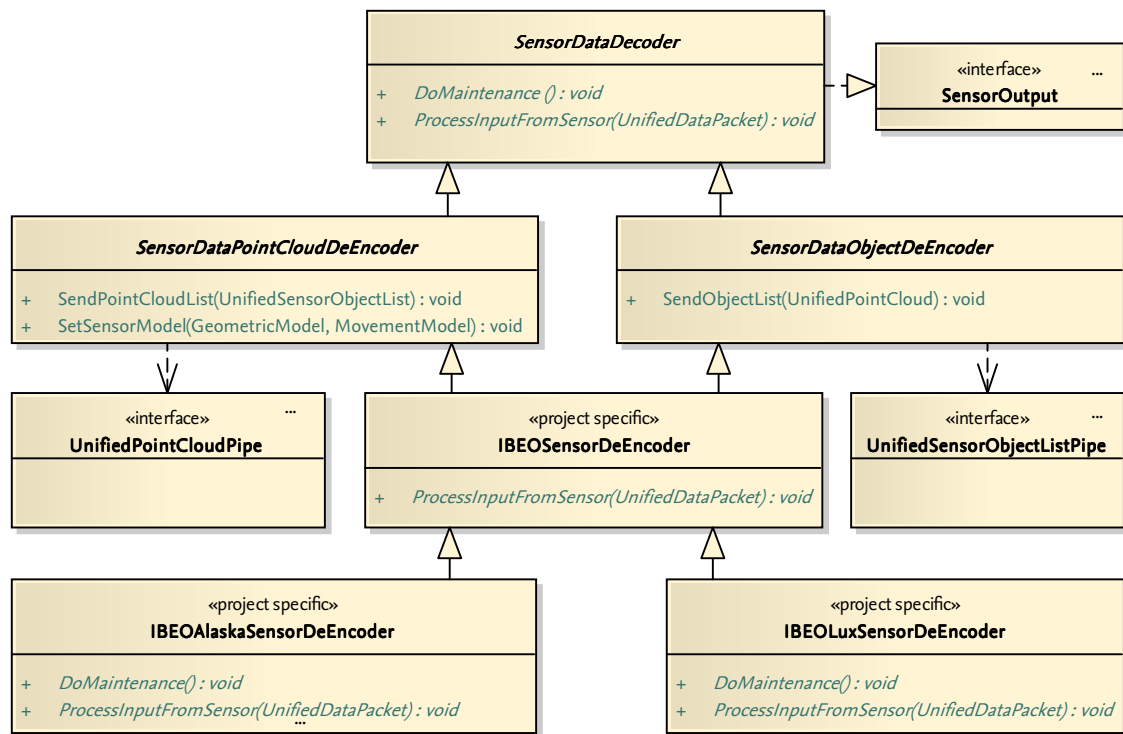 SensorDataDecoder
+ DoMaintenance () : void
+ ProcessInputFromSensor(UnifiedDataPacket) : void
«interface» ...
SensorOutput
SensorDataPointCloudDeEncoder
+ SendPointCloudList(UnifiedSensorObjectList) : void
+ SetSensorModel(GeometricModel, MovementModel) : void
SensorDataObjectDeEncoder
+ SendObjectList(UnifiedPointCloud) : void
«interface» ...
UnifiedPointCloudPipe
«project specific»
IBEOSensorDeEncoder
+ ProcessInputFromSensor(UnifiedDataPacket) : void
«interface» ...
UnifiedSensorObjectListPipe
«project specific»
IBEOAlaskaSensorDeEncoder
+ DoMaintenance() : void
+ ProcessInputFromSensor(UnifiedDataPacket) : void
...
«project specific»
IBEOLuxSensorDeEncoder
+ DoMaintenance() : void
+ ProcessInputFromSensor(UnifiedDataPacket) : void